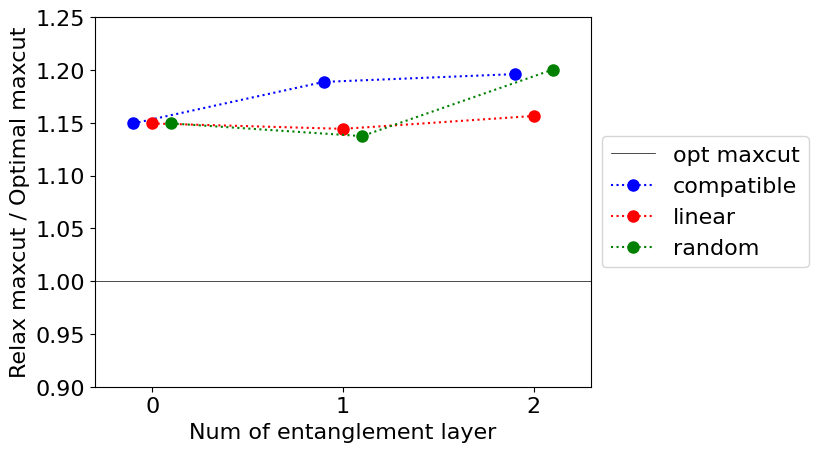 Relax maxcut / Optimal maxcut
1.25
1.20
1.15
1.10
1.05
1.00
0.95
0.90
0
1
2
Num of entanglement layer
opt maxcut
compatible
linear
random